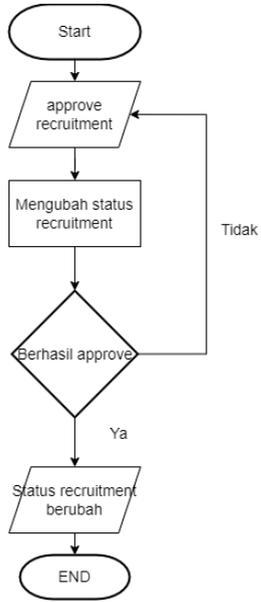 Start
approve
recruitment
Mengubah status
recruitment
Tidak
Berhasil approve
Ya
Status recruitment
berubah
END